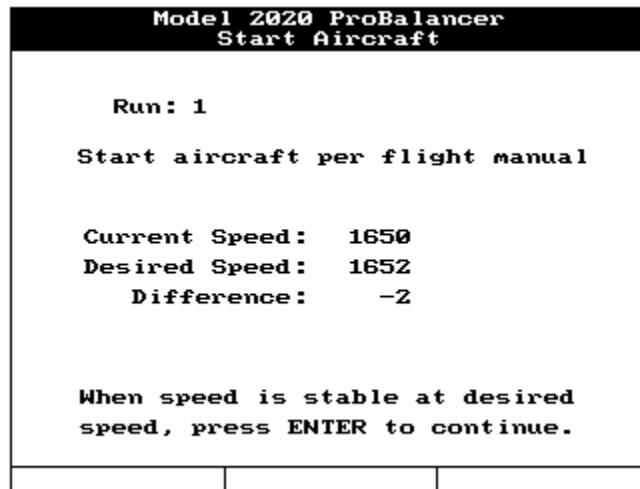 Model 2020 ProBalancer
Start Aircraft
Run: 1
Start aircraft per flight manual
Current Speed: 1650
Desired Speed: 1652
Difference: -2
When speed is stable at desired
speed, press ENTER to continue.